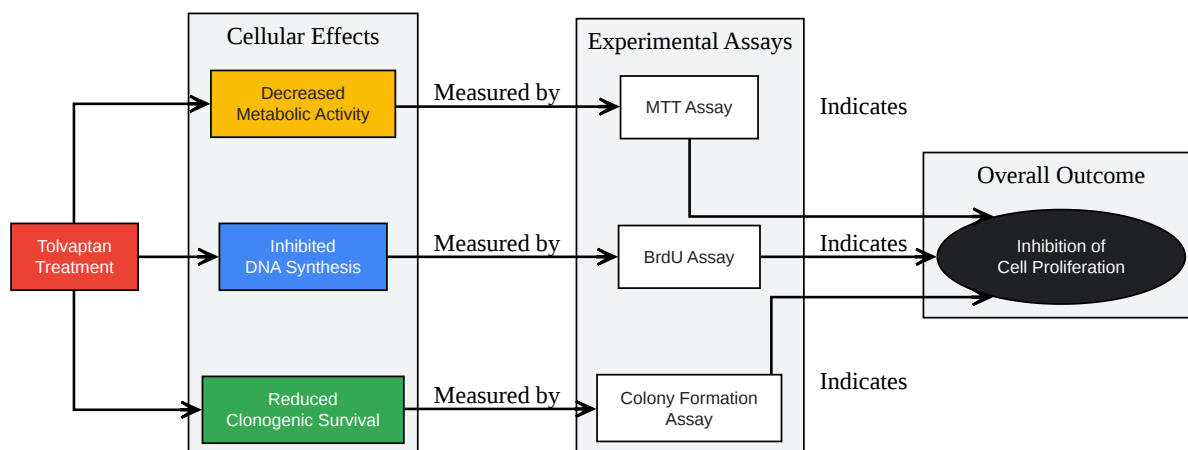 Cellular Effects
Experimental Assays
Decreased
Metabolic Activity
Measured by
MTT Assay
Indicates
Overall Outcome
Tolvaptan
Treatment
Inhibited
DNA Synthesis
Measured by
BrdU Assay
Indicates
Inhibition of
Cell Proliferation
Reduced
Clonogenic Survival
Measured by
Colony Formation
Assay
Indicates